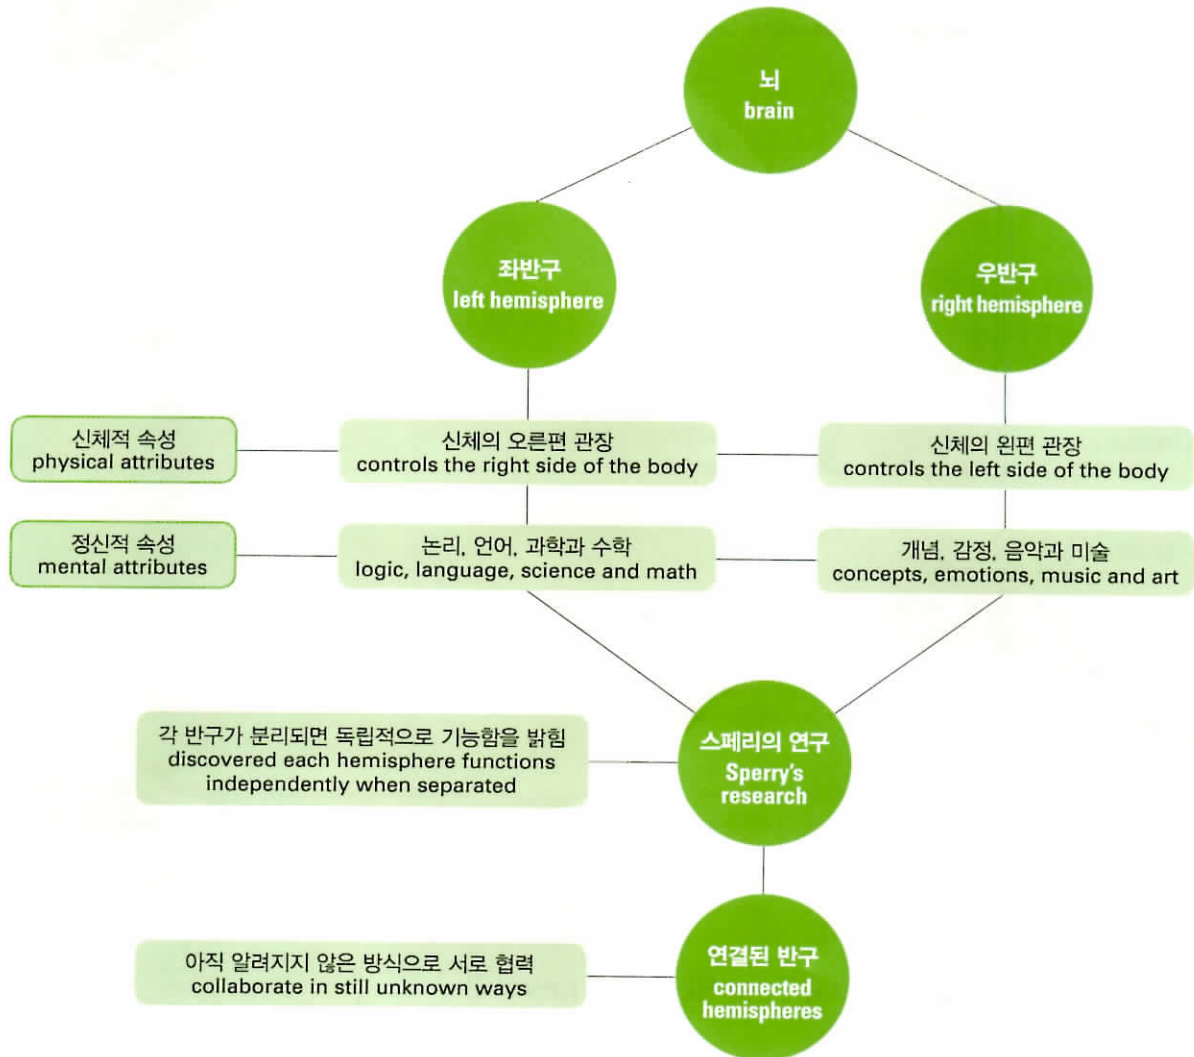 뇌
brain
좌반구
left hemisphere
우반구
right hemisphere
신체적 속성
physical attributes
신체의 오른편 관장
controls the right side of the body
신체의 왼편 관장
controls the left side of the body
정신적 속성
mental attributes
논리, 언어, 과학과 수학
logic, language, science and math
개념, 감정, 음악과 미술
concepts, emotions, music and art
각 반구가 분리되면 독립적으로 기능함을 밝힘
discovered each hemisphere functions
independently when separated
스페리의 연구
Sperry's
research
아직 알려지지 않은 방식으로 서로 협력
collaborate in still unknown ways
연결된 반구
connected
hemispheres